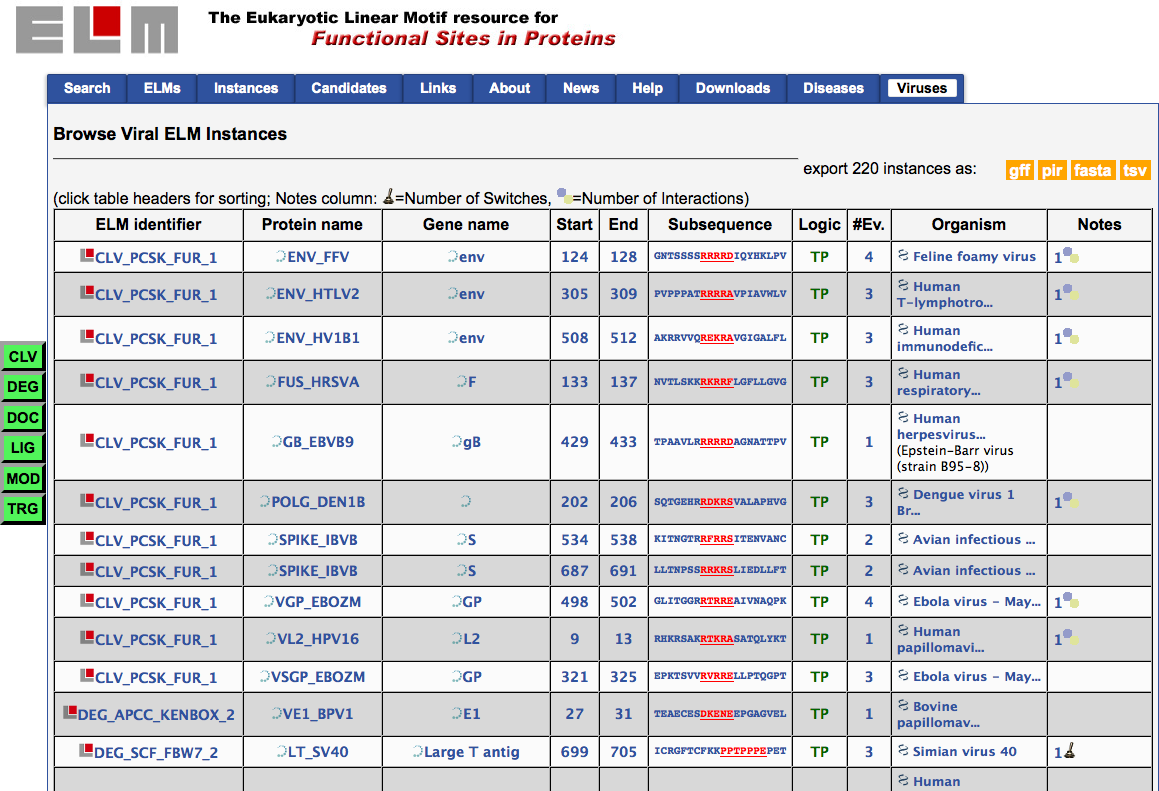 ELM The Eukaryotic Linear Motif resource for
Functional Sites in Proteins
Search ELMs Instances Candidates Links About News Help Downloads Diseases Viruses
Browse Viral ELM Instances
export 220 instances as: gff pir fasta tsv
(click table headers for sorting; Notes column: =Number of Switches, =Number of Interactions)
ELM identifier Protein name Gene name Start End Subsequence Logic #Ev. Organism Notes
CLV_PCSK_FUR_1 ENV_FFV env 124 128 GNTSSSSRRRRDIQYHKLPV TP 4 Feline foamy virus 1
CLV_PCSK_FUR_1 ENV_HTLV2 env 305 309 PVPPPATRRRRAVPIAVWLV TP 3 Human
T-lymphotro... 1
CLV_PCSK_FUR_1 ENV_HV1B1 env 508 512 AKRRVVQREKRAVGIGALFL TP 3 Human
immunodefic... 1
CLV_PCSK_FUR_1 FUS_HRSVA F 133 137 NVTLSKKRKRRFLGFLLGVG TP 3 Human
respiratory... 1
CLV_PCSK_FUR_1 GB_EBVB9 gB 429 433 TPAAVLRRRRRDAGNATTPV TP 1 Human
herpesvirus...
(Epstein-Barr virus
(strain B95-8))
CLV_PCSK_FUR_1 POLG_DEN1B 202 206 SQTGEHRRDKRSVALAPHVG TP 3 Dengue virus 1
Br... 1
CLV_PCSK_FUR_1 SPIKE_IBVB S 534 538 KITNGTRRFRRSITENVANC TP 2 Avian infectious ...
CLV_PCSK_FUR_1 SPIKE_IBVB S 687 691 LLTNPSSRRKRSLIEDLLFT TP 2 Avian infectious ...
CLV_PCSK_FUR_1 VGP_EBOZM GP 498 502 GLITGGRRTRREAIVNAQPK TP 4 Ebola virus - May... 1
CLV_PCSK_FUR_1 VL2_HPV16 L2 9 13 RHKRSAKRTKRASATQLYKT TP 1 Human
papillomavi... 1
CLV_PCSK_FUR_1 VSGP_EBOZM GP 321 325 EPKTSVVRVRRELLPTQGPT TP 3 Ebola virus - May...
DEG_APCC_KENBOX_2 VE1_BPV1 E1 27 31 TEAECESDKENEEPGAGVEL TP 1 Bovine
papillomav...
DEG_SCF_FBW7_2 LT_SV40 Large T antig 699 705 ICRGFTCFKKPPTPPPEPET TP 3 Simian virus 40 1
Human
CLV
DEG
DOC
LIG
MOD
TRG